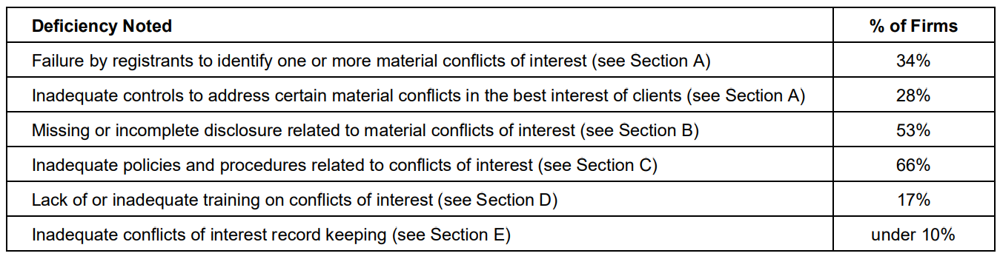 Deficiency Noted % of Firms
Failure by registrants to identify one or more material conflicts of interest (see Section A) 34%
Inadequate controls to address certain material conflicts in the best interest of clients (see Section A) 28%
Missing or incomplete disclosure related to material conflicts of interest (see Section B) 53%
Inadequate policies and procedures related to conflicts of interest (see Section C) 66%
Lack of or inadequate training on conflicts of interest (see Section D) 17%
Inadequate conflicts of interest record keeping (see Section E) under 10%